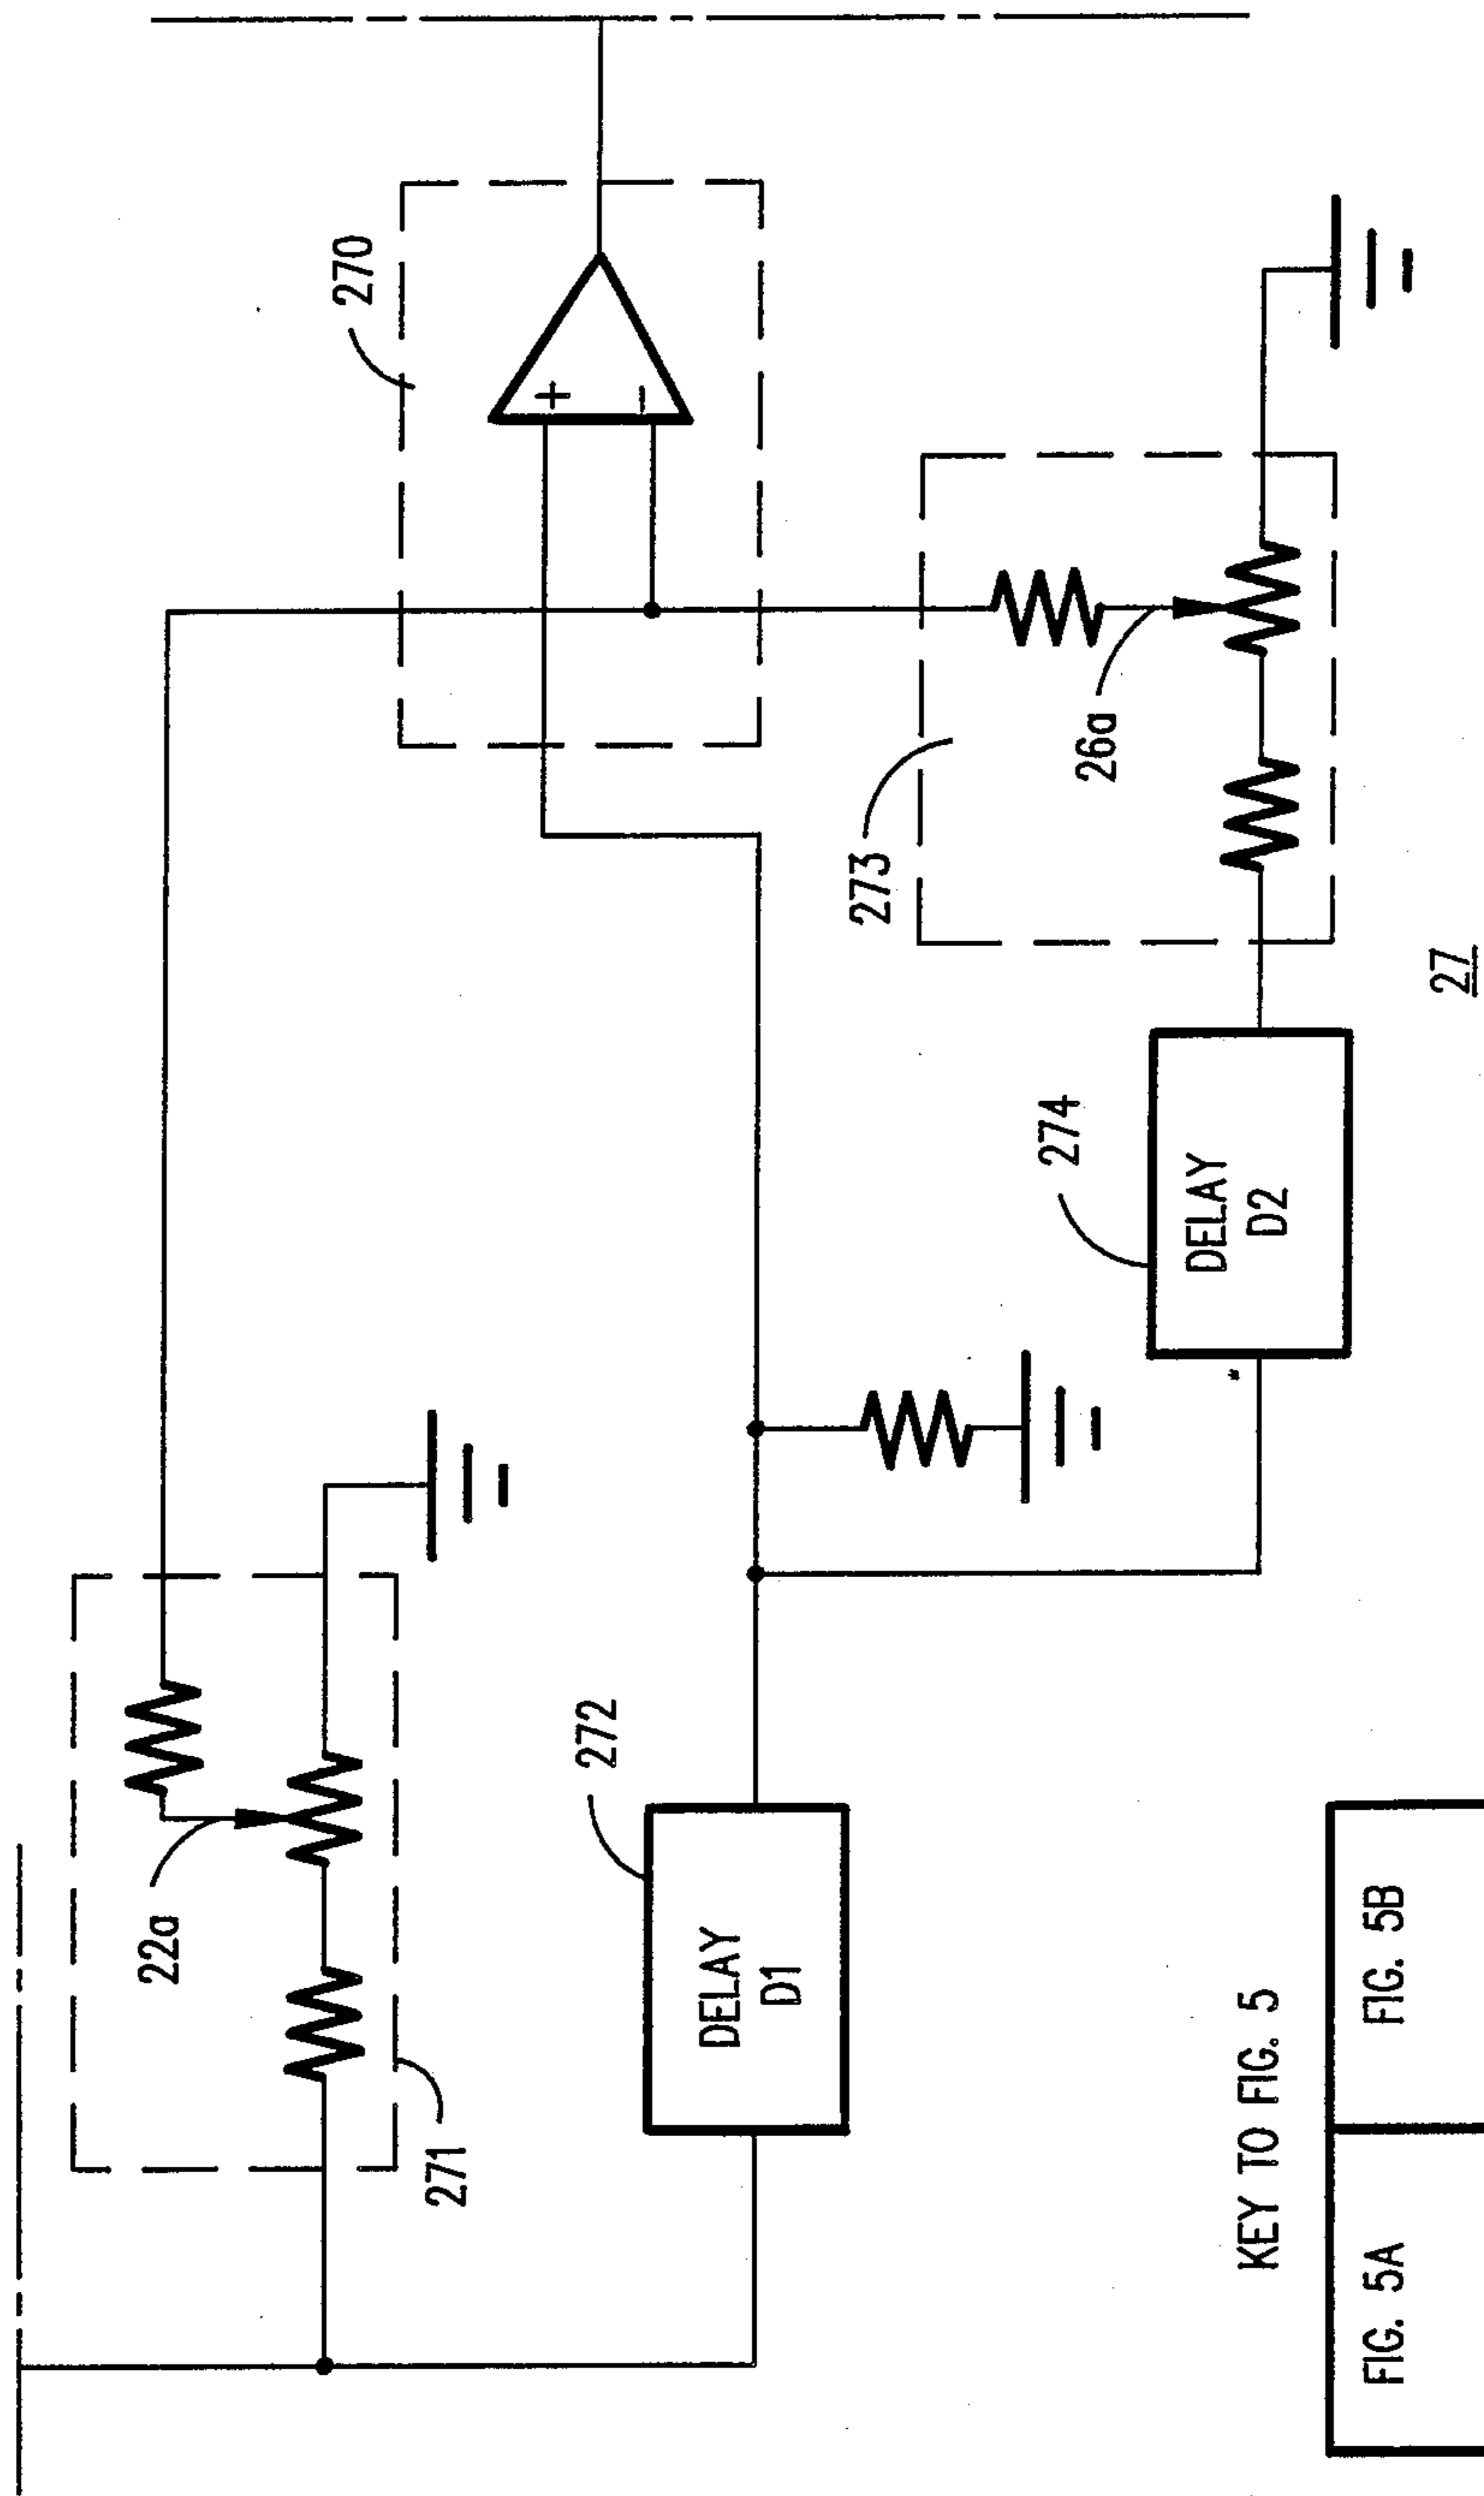 270
+
-
22a
271
272
DELAY
D1
273
26a
274
DELAY
D2
27
KEY TO FIG. 5
FIG. 5A
FIG. 5B